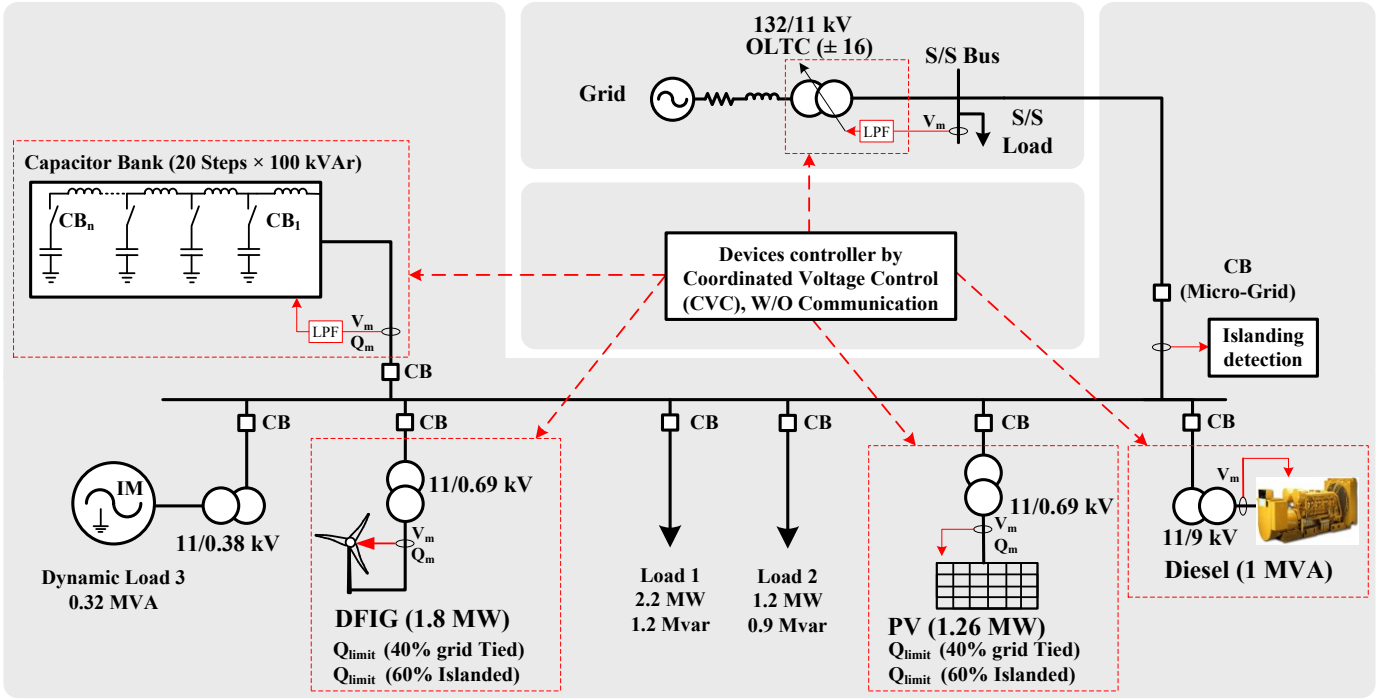 132/11 kV
OLTC (± 16)
S/S Bus
Grid
LPF
Vm
S/S
Load
Capacitor Bank (20 Steps × 100 kVAr)
CBn
CB1
LPF
Vm
Qm
CB
Devices controller by
Coordinated Voltage Control
(CVC), W/O Communication
CB
(Micro-Grid)
Islanding
detection
CB
CB
CB
CB
CB
CB
IM
11/0.38 kV
Dynamic Load 3
0.32 MVA
11/0.69 kV
Vm
Qm
DFIG (1.8 MW)
Qlimit (40% grid Tied)
Qlimit (60% Islanded)
Load 1
2.2 MW
1.2 Mvar
Load 2
1.2 MW
0.9 Mvar
11/0.69 kV
Vm
Qm
PV (1.26 MW)
Qlimit (40% grid Tied)
Qlimit (60% Islanded)
Vm
11/9 kV
Diesel (1 MVA)